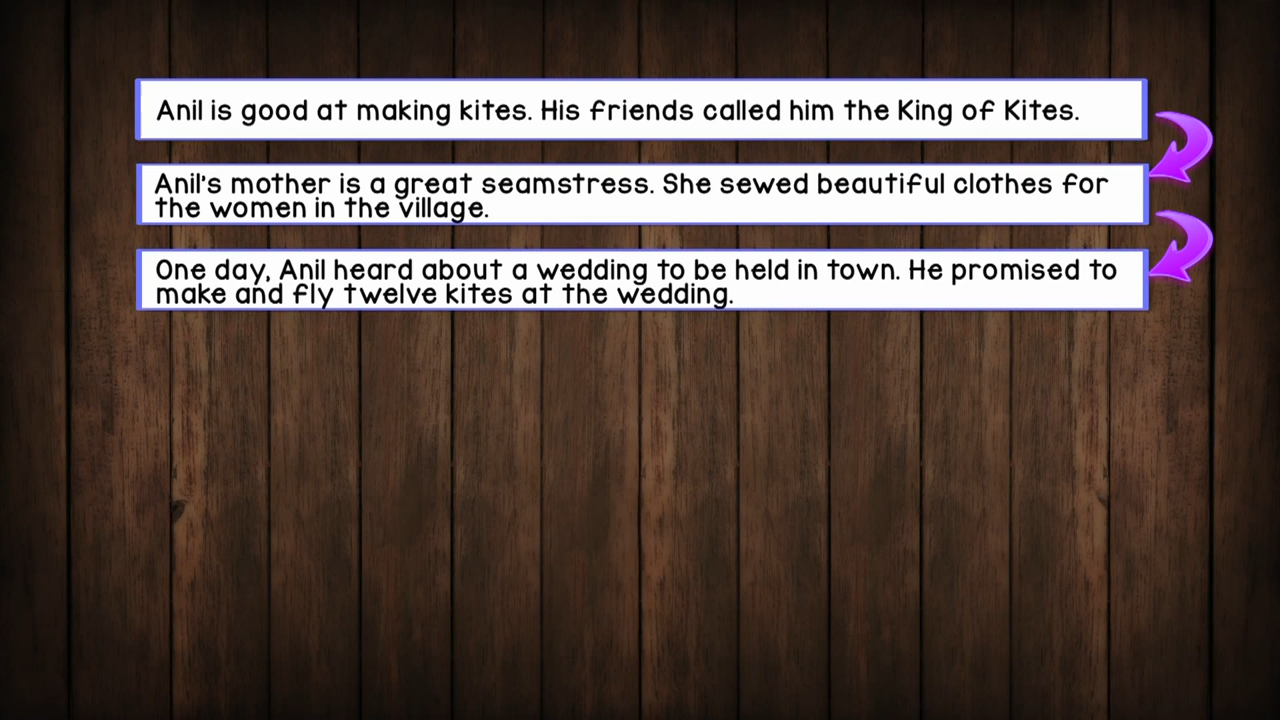 Anil is good at making kites. His friends called him the King of Kites.
Anil's mother is a great seamstress. She sewed beautiful clothes for
the women in the village.
One day, Anil heard about a wedding to be held in town. He promised to
make and fly twelve kites at the wedding.